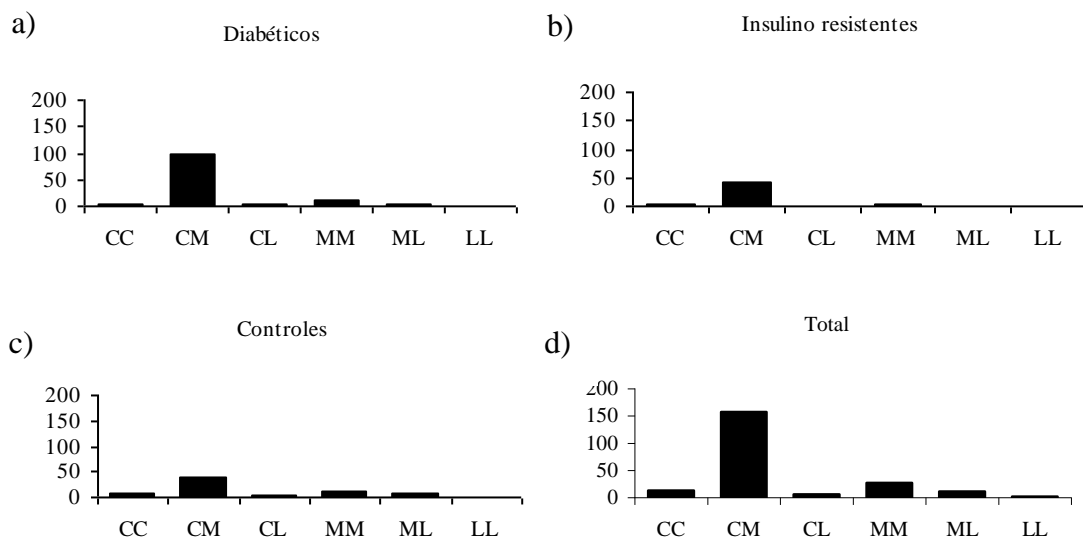 a)
Diabéticos
200
150
100
50
0
CC CM CL MM ML LL
b)
Insulino resistentes
200
150
100
50
0
CC CM CL MM ML LL
c)
Controles
200
150
100
50
0
CC CM CL MM ML LL
d)
Total
200
150
100
50
0
CC CM CL MM ML LL